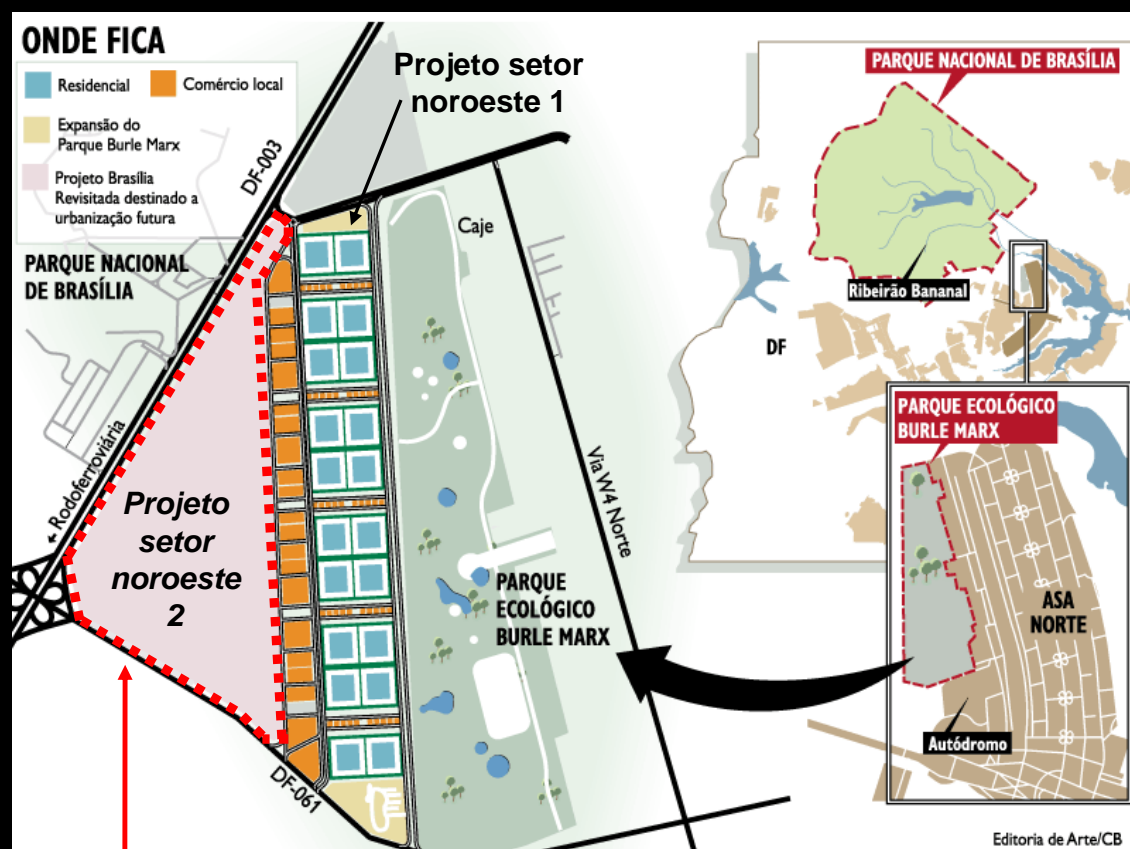 ONDE FICA
Residencial
Comércio local
Expansão do
Parque Burle Marx
Projeto Brasília
Revisitada destinado a
urbanização futura
PARQUE NACIONAL
DE BRASÍLIA
DF-003
Projeto setor
noroeste 1
Caje
Rodoferroviária
Projeto
setor
noroeste
2
Via W4 Norte
PARQUE
ECOLÓGICO
BURLE MARX
DF-061
PARQUE NACIONAL DE BRASÍLIA
Ribeirão Bananal
DF
PARQUE ECOLÓGICO
BURLE MARX
ASA
NORTE
Autódromo
Editoria de Arte/CB